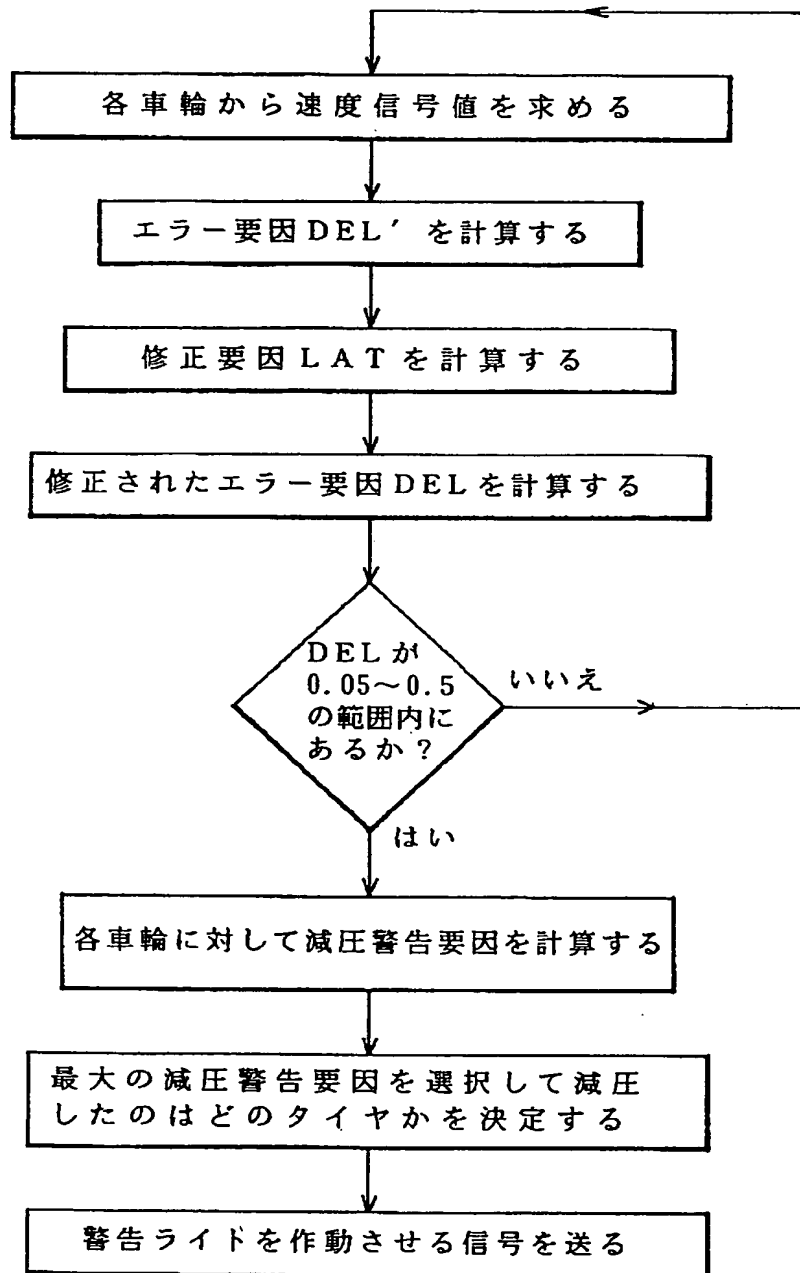 各車輪から速度信号値を求める
エラー要因DEL′を計算する
修正要因LATを計算する
修正されたエラー要因DELを計算する
DELが
0.05〜0.5
の範囲内に
あるか？
いいえ
はい
各車輪に対して減圧警告要因を計算する
最大の減圧警告要因を選択して減圧
したのはどのタイヤかを決定する
警告ライドを作動させる信号を送る